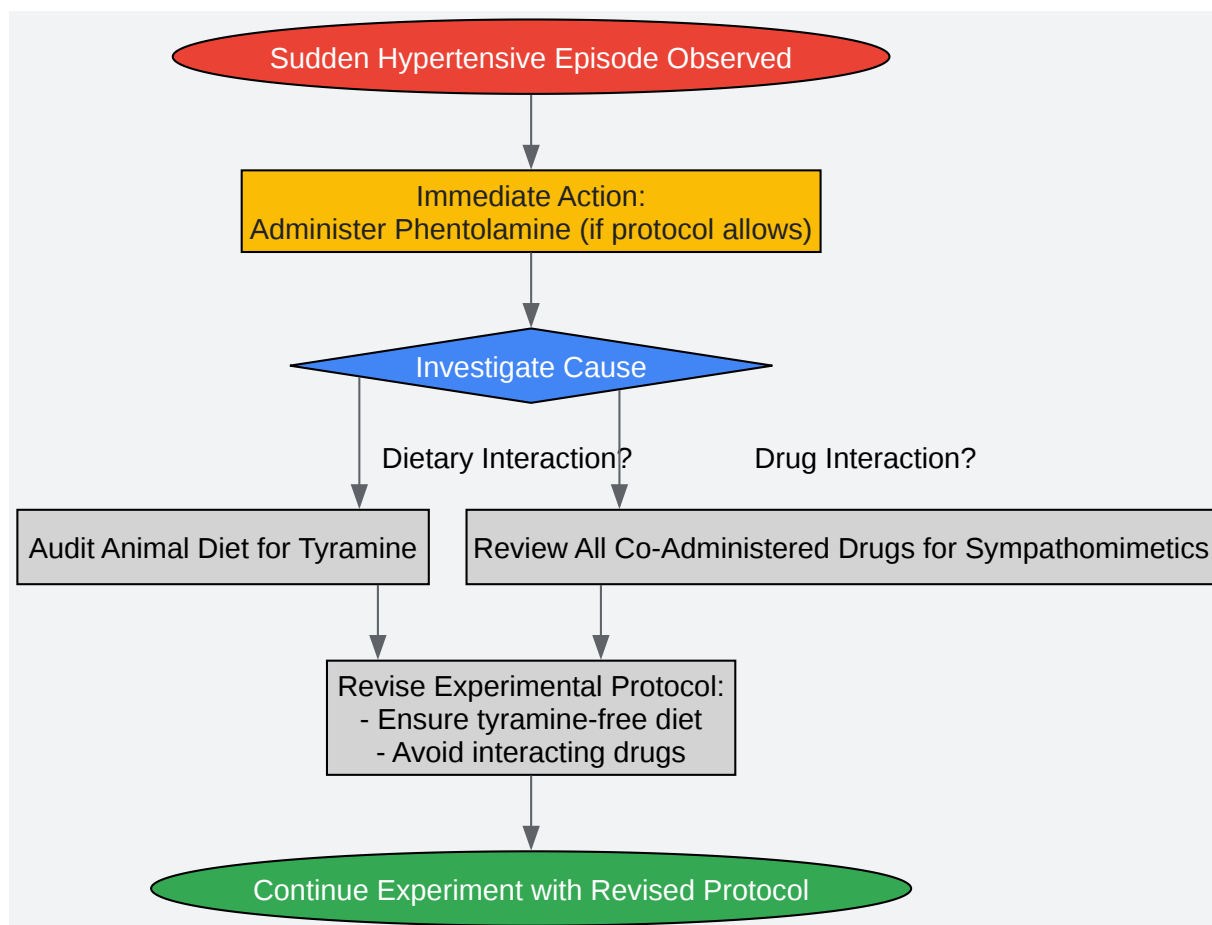 Sudden Hypertensive Episode Observed
Immediate Action:
Administer Phentolamine (if protocol allows)
Investigate Cause
Dietary Interaction?
Drug Interaction?
Audit Animal Diet for Tyramine
Review All Co-Administered Drugs for Sympathomimetics
Revise Experimental Protocol:
- Ensure tyramine-free diet
- Avoid interacting drugs
Continue Experiment with Revised Protocol